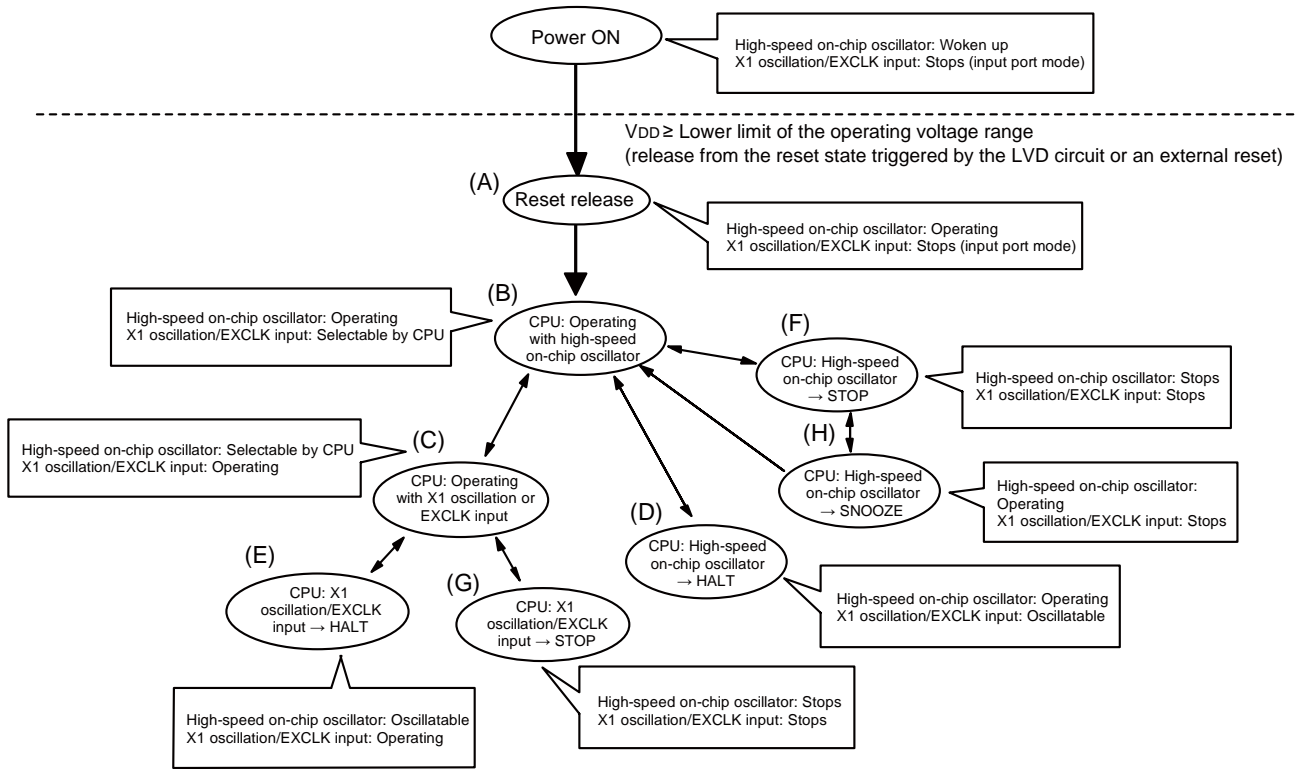 Power ON
High-speed on-chip oscillator: Woken up
X1 oscillation/EXCLK input: Stops (input port mode)
VDD ≥ Lower limit of the operating voltage range
(release from the reset state triggered by the LVD circuit or an external reset)
(A)
Reset release
High-speed on-chip oscillator: Operating
X1 oscillation/EXCLK input: Stops (input port mode)
(B)
High-speed on-chip oscillator: Operating
X1 oscillation/EXCLK input: Selectable by CPU
CPU: Operating
with high-speed
on-chip oscillator
(F)
CPU: High-speed
on-chip oscillator
→ STOP
High-speed on-chip oscillator: Stops
X1 oscillation/EXCLK input: Stops
High-speed on-chip oscillator: Selectable by CPU
X1 oscillation/EXCLK input: Operating
(C)
CPU: Operating
with X1 oscillation or
EXCLK input
(H)
CPU: High-speed
on-chip oscillator
→ SNOOZE
High-speed on-chip oscillator:
Operating
X1 oscillation/EXCLK input: Stops
(D)
CPU: High-speed
on-chip oscillator
→ HALT
High-speed on-chip oscillator: Operating
X1 oscillation/EXCLK input: Oscillatable
(E)
CPU: X1
oscillation/EXCLK
input → HALT
(G)
CPU: X1
oscillation/EXCLK
input → STOP
High-speed on-chip oscillator: Oscillatable
X1 oscillation/EXCLK input: Operating
High-speed on-chip oscillator: Stops
X1 oscillation/EXCLK input: Stops